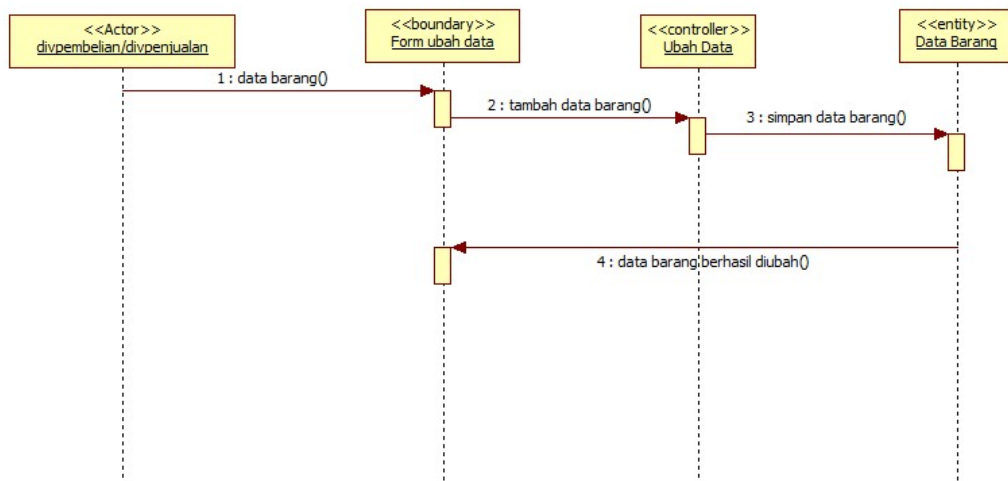 <<Actor>>
divpembelian/divpenjualan
<<boundary>>
Form ubah data
<<controller>>
Ubah Data
<<entity>>
Data Barang
1 : data barang()
2 : tambah data barang()
3 : simpan data barang()
4 : data barang berhasil diubah()